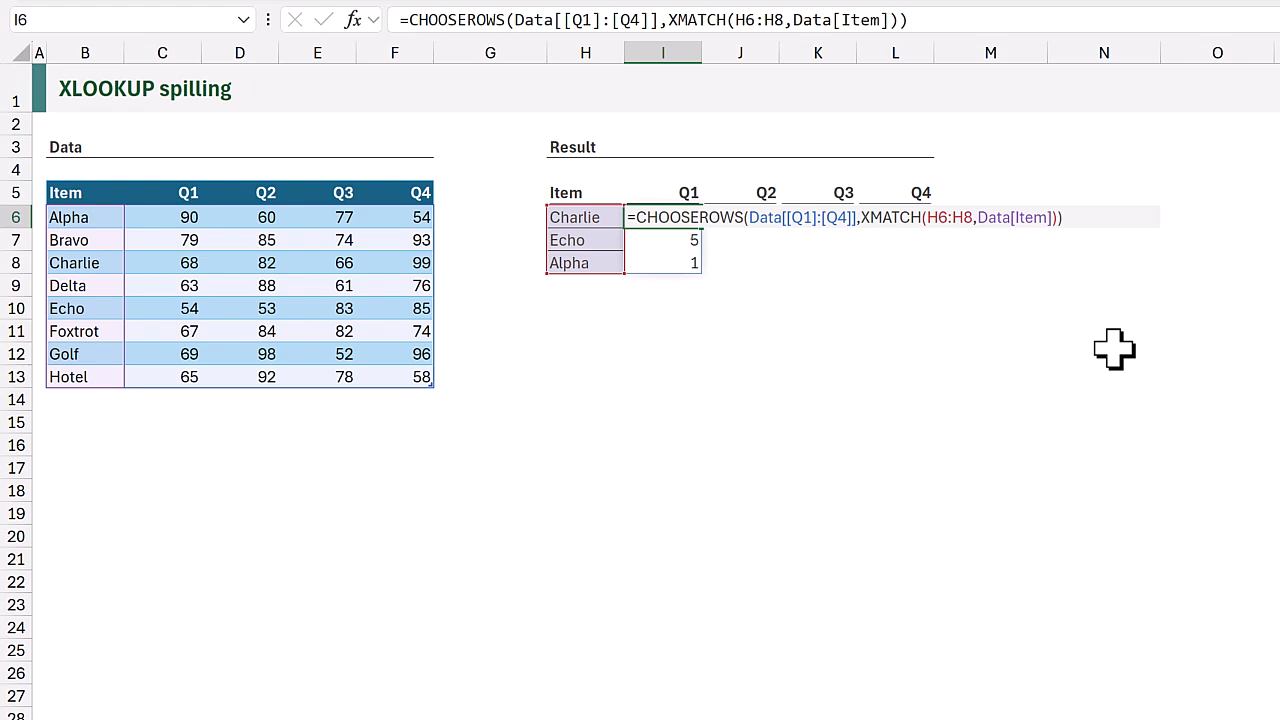 I6 fx =CHOOSEROWS(Data[[Q1]:[Q4]],XMATCH(H6:H8,Data[Item]))
A B C D E F G H I J K L M N O
1 XLOOKUP spilling
2
3 Data Result
4
5 Item Q1 Q2 Q3 Q4 Item Q1 Q2 Q3 Q4
6 Alpha 90 60 77 54 Charlie =CHOOSEROWS(Data[[Q1]:[Q4]],XMATCH(H6:H8,Data[Item]))
7 Bravo 79 85 74 93 Echo 5
8 Charlie 68 82 66 99 Alpha 1
9 Delta 63 88 61 76
10 Echo 54 53 83 85
11 Foxtrot 67 84 82 74
12 Golf 69 98 52 96
13 Hotel 65 92 78 58
14
15
16
17
18
19
20
21
22
23
24
25
26
27
28